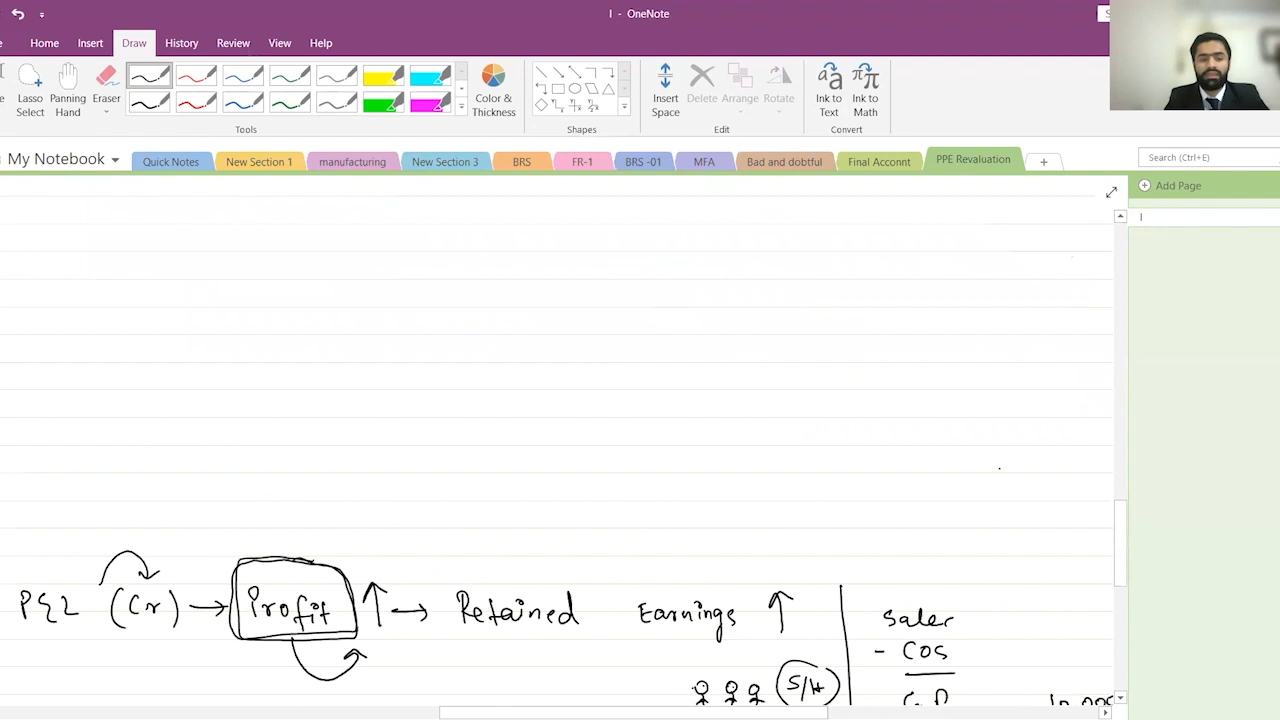 I - OneNote
Home Insert Draw History Review View Help
Lasso Select
Panning Hand
Eraser
Color & Thickness
Insert Space
Delete
Arrange
Rotate
Ink to Text
Ink to Math
Tools
Shapes
Edit
Convert
My Notebook
Quick Notes New Section 1 manufacturing New Section 3 BRS FR-1 BRS -01 MFA Bad and doubtful Final Acconnt PPE Revaluation +
Search (Ctrl+E)
Add Page
I
P&L (Cr) → Profit ↑ → Retained Earnings ↑
Sales
- COS
S/H